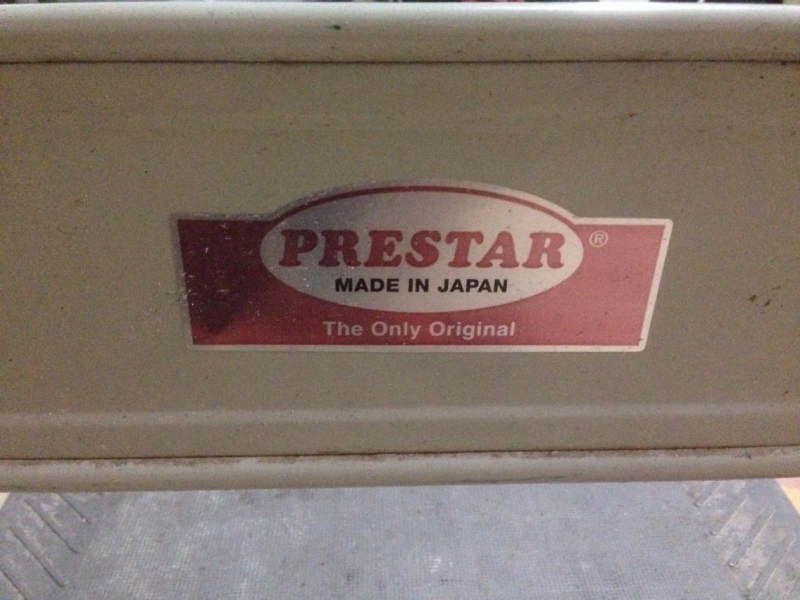 PRESTAR ®
MADE IN JAPAN
The Only Original